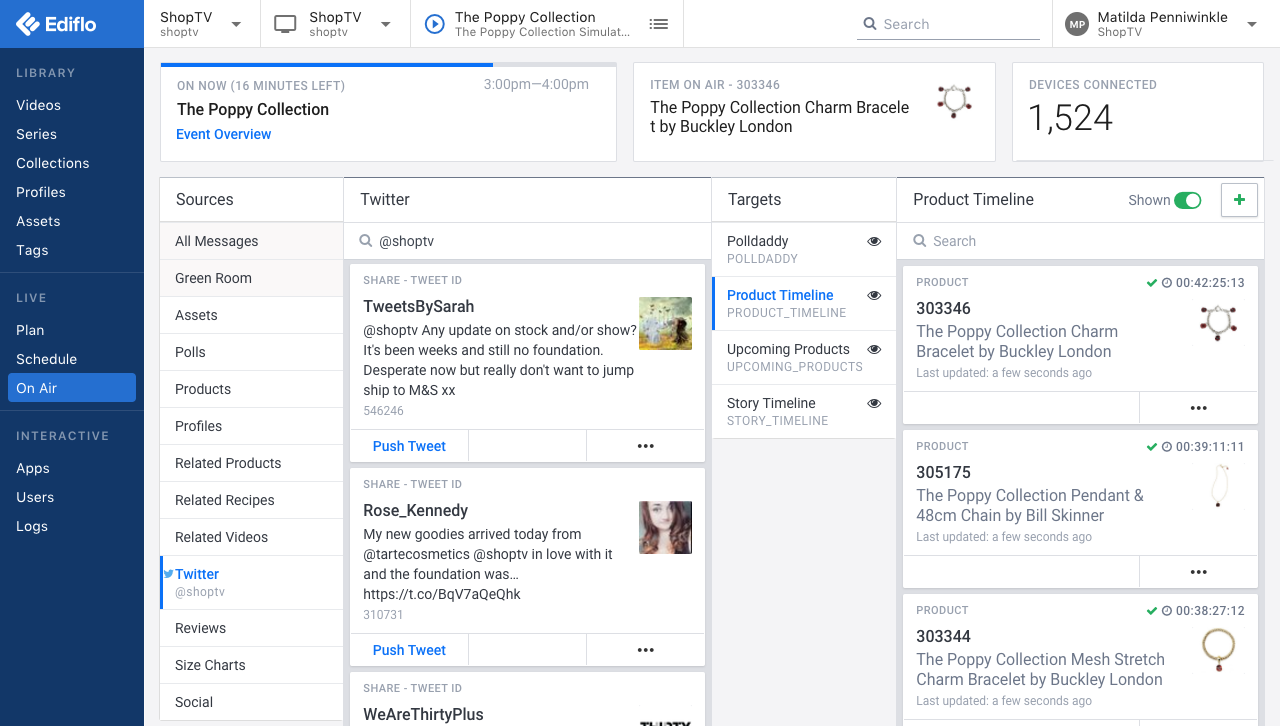 Ediflo
ShopTV
shoptv
ShopTV
shoptv
The Poppy Collection
The Poppy Collection Simulat...
Search
MP
Matilda Penniwinkle
ShopTV
LIBRARY
Videos
Series
Collections
Profiles
Assets
Tags
LIVE
Plan
Schedule
On Air
INTERACTIVE
Apps
Users
Logs
ON NOW (16 MINUTES LEFT)
3:00pm—4:00pm
The Poppy Collection
Event Overview
ITEM ON AIR - 303346
The Poppy Collection Charm Bracele
t by Buckley London
DEVICES CONNECTED
1,524
Sources
All Messages
Green Room
Assets
Polls
Products
Profiles
Related Products
Related Recipes
Related Videos
Twitter
@shoptv
Reviews
Size Charts
Social
Twitter
@shoptv
SHARE - TWEET ID
TweetsBySarah
@shoptv Any update on stock and/or show?
It's been weeks and still no foundation.
Desperate now but really don't want to jump
ship to M&S xx
546246
Push Tweet
SHARE - TWEET ID
Rose_Kennedy
My new goodies arrived today from
@tartecosmetics @shoptv in love with it
and the foundation was…
https://t.co/BqV7aQeQhk
310731
Push Tweet
SHARE - TWEET ID
WeAreThirtyPlus
Targets
Polldaddy
POLLDADDY
Product Timeline
PRODUCT_TIMELINE
Upcoming Products
UPCOMING_PRODUCTS
Story Timeline
STORY_TIMELINE
Product Timeline
Shown
Search
PRODUCT
00:42:25:13
303346
The Poppy Collection Charm
Bracelet by Buckley London
Last updated: a few seconds ago
PRODUCT
00:39:11:11
305175
The Poppy Collection Pendant &
48cm Chain by Bill Skinner
Last updated: a few seconds ago
PRODUCT
00:38:27:12
303344
The Poppy Collection Mesh Stretch
Charm Bracelet by Buckley London
Last updated: a few seconds ago